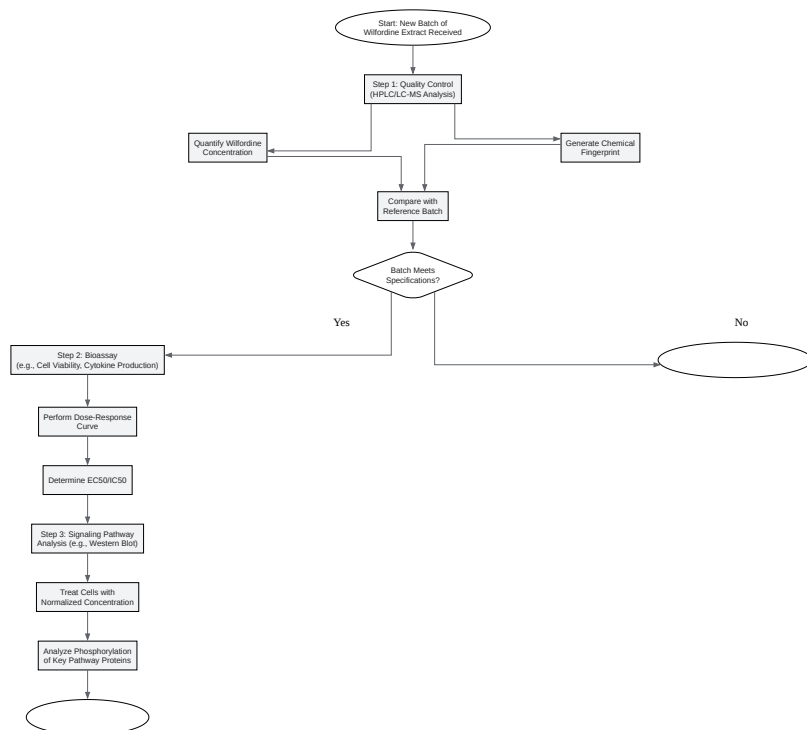 Start: New Batch of
Wilfordine Extract Received
Step 1: Quality Control
(HPLC/LC-MS Analysis)
Quantify Wilfordine
Concentration
Generate Chemical
Fingerprint
Compare with
Reference Batch
Batch Meets
Specifications?
Yes
No
Step 2: Bioassay
(e.g., Cell Viability, Cytokine Production)
Perform Dose-Response
Curve
Determine EC50/IC50
Step 3: Signaling Pathway
Analysis (e.g., Western Blot)
Treat Cells with
Normalized Concentration
Analyze Phosphorylation
of Key Pathway Proteins